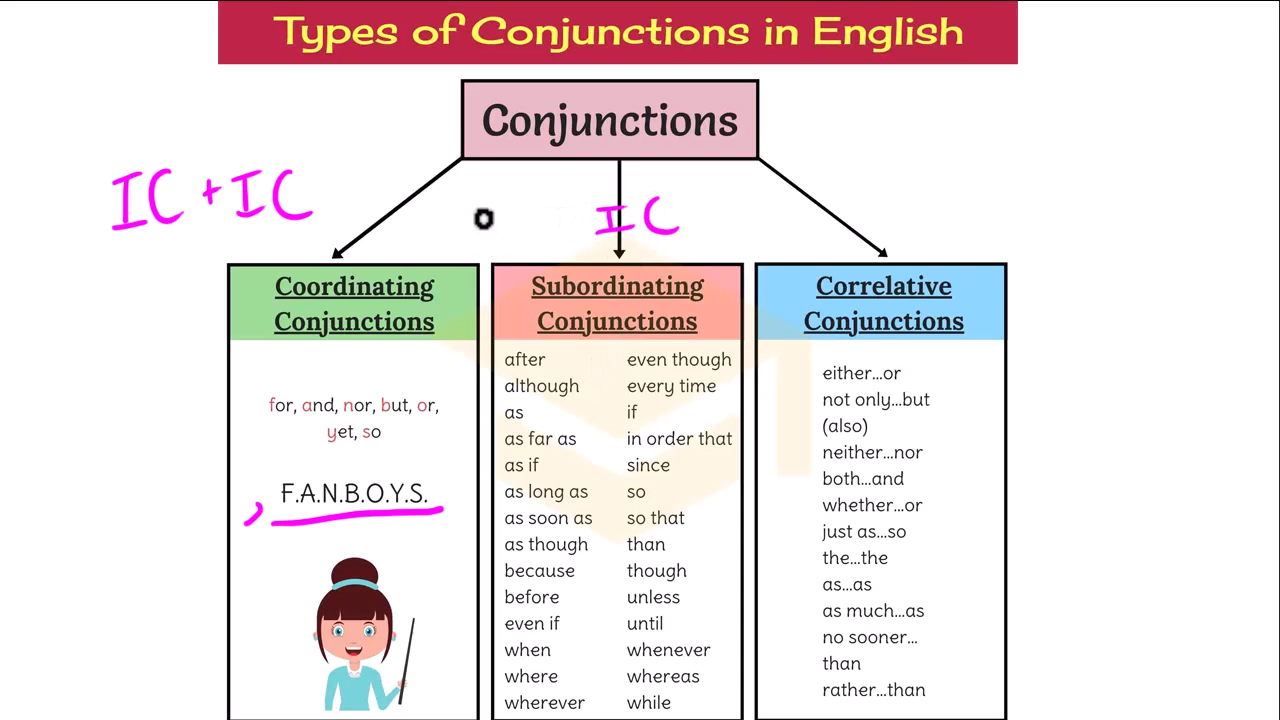 Types of Conjunctions in English
Conjunctions
IC + IC
IC
Coordinating
Conjunctions
for, and, nor, but, or,
yet, so
, F.A.N.B.O.Y.S.
Subordinating
Conjunctions
after
although
as
as far as
as if
as long as
as soon as
as though
because
before
even if
when
where
wherever
even though
every time
if
in order that
since
so
so that
than
though
unless
until
whenever
whereas
while
Correlative
Conjunctions
either...or
not only...but
(also)
neither...nor
both...and
whether...or
just as...so
the...the
as...as
as much...as
no sooner...
than
rather...than